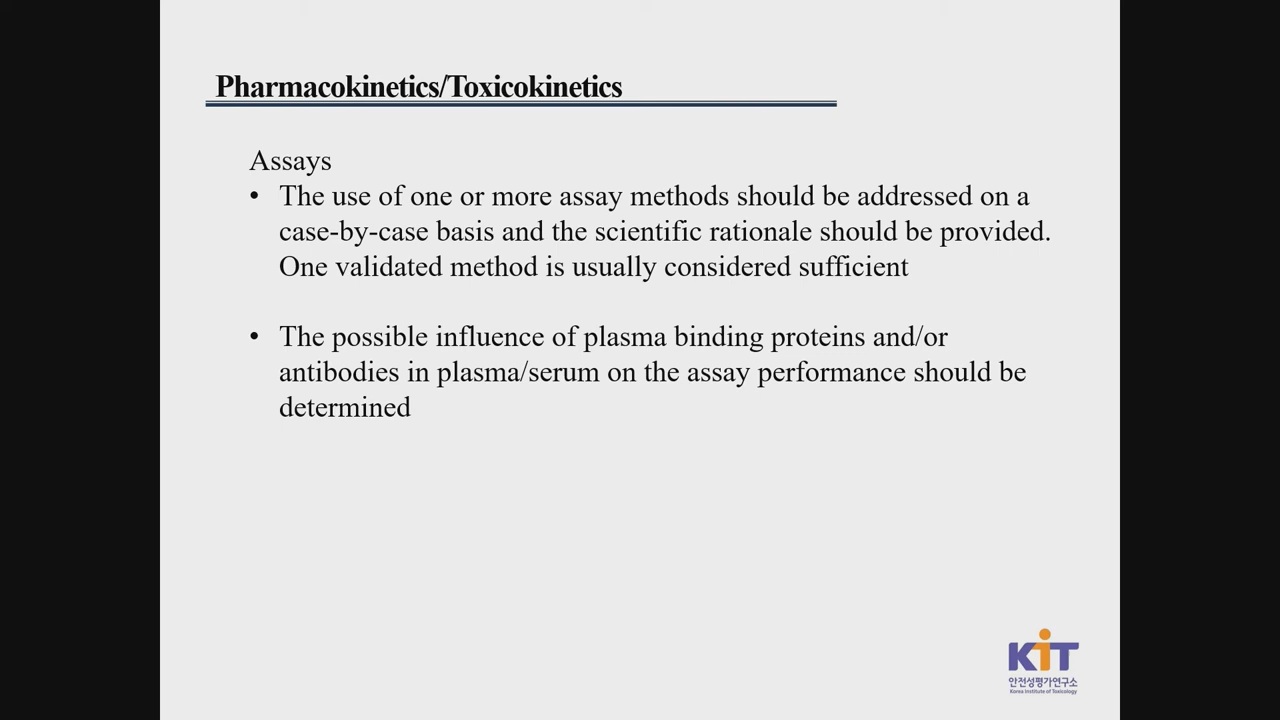 Pharmacokinetics/Toxicokinetics
Assays
• The use of one or more assay methods should be addressed on a
case-by-case basis and the scientific rationale should be provided.
One validated method is usually considered sufficient
• The possible influence of plasma binding proteins and/or
antibodies in plasma/serum on the assay performance should be
determined
KiT
안전성평가연구소
Korea Institute of Toxicology